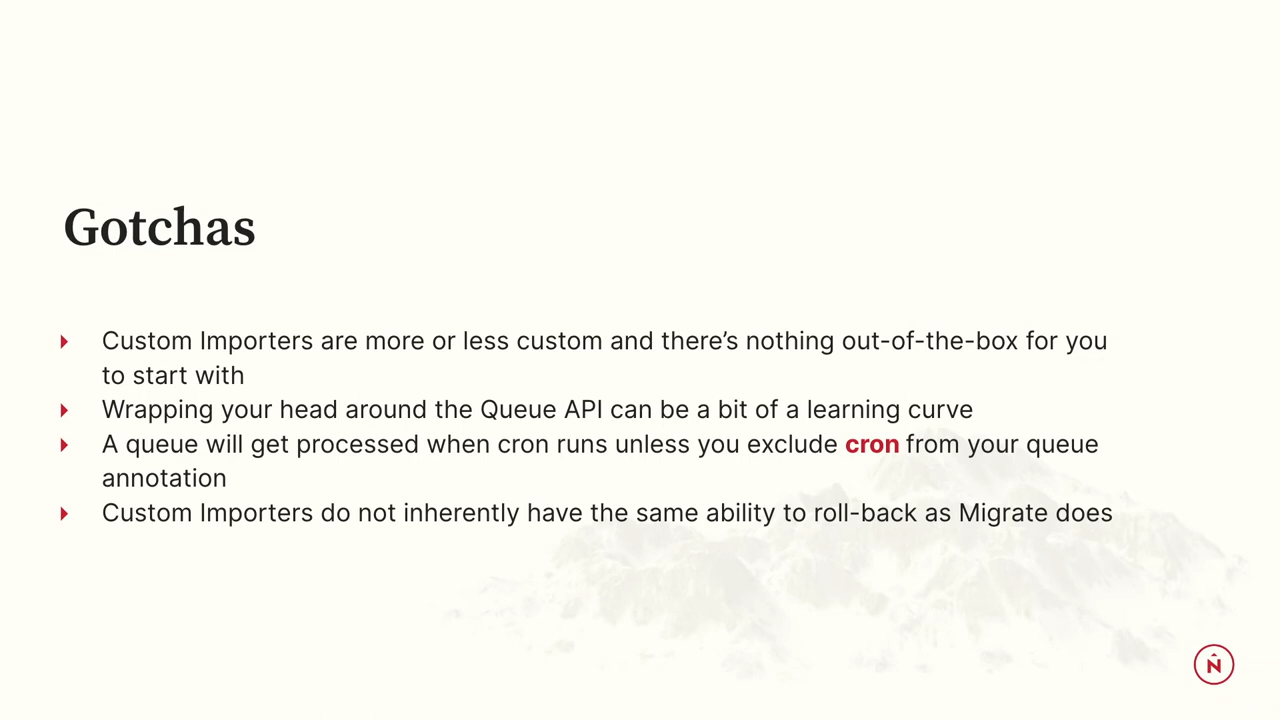 Gotchas
Custom Importers are more or less custom and there’s nothing out-of-the-box for you
to start with
Wrapping your head around the Queue API can be a bit of a learning curve
A queue will get processed when cron runs unless you exclude cron from your queue
annotation
Custom Importers do not inherently have the same ability to roll-back as Migrate does
N